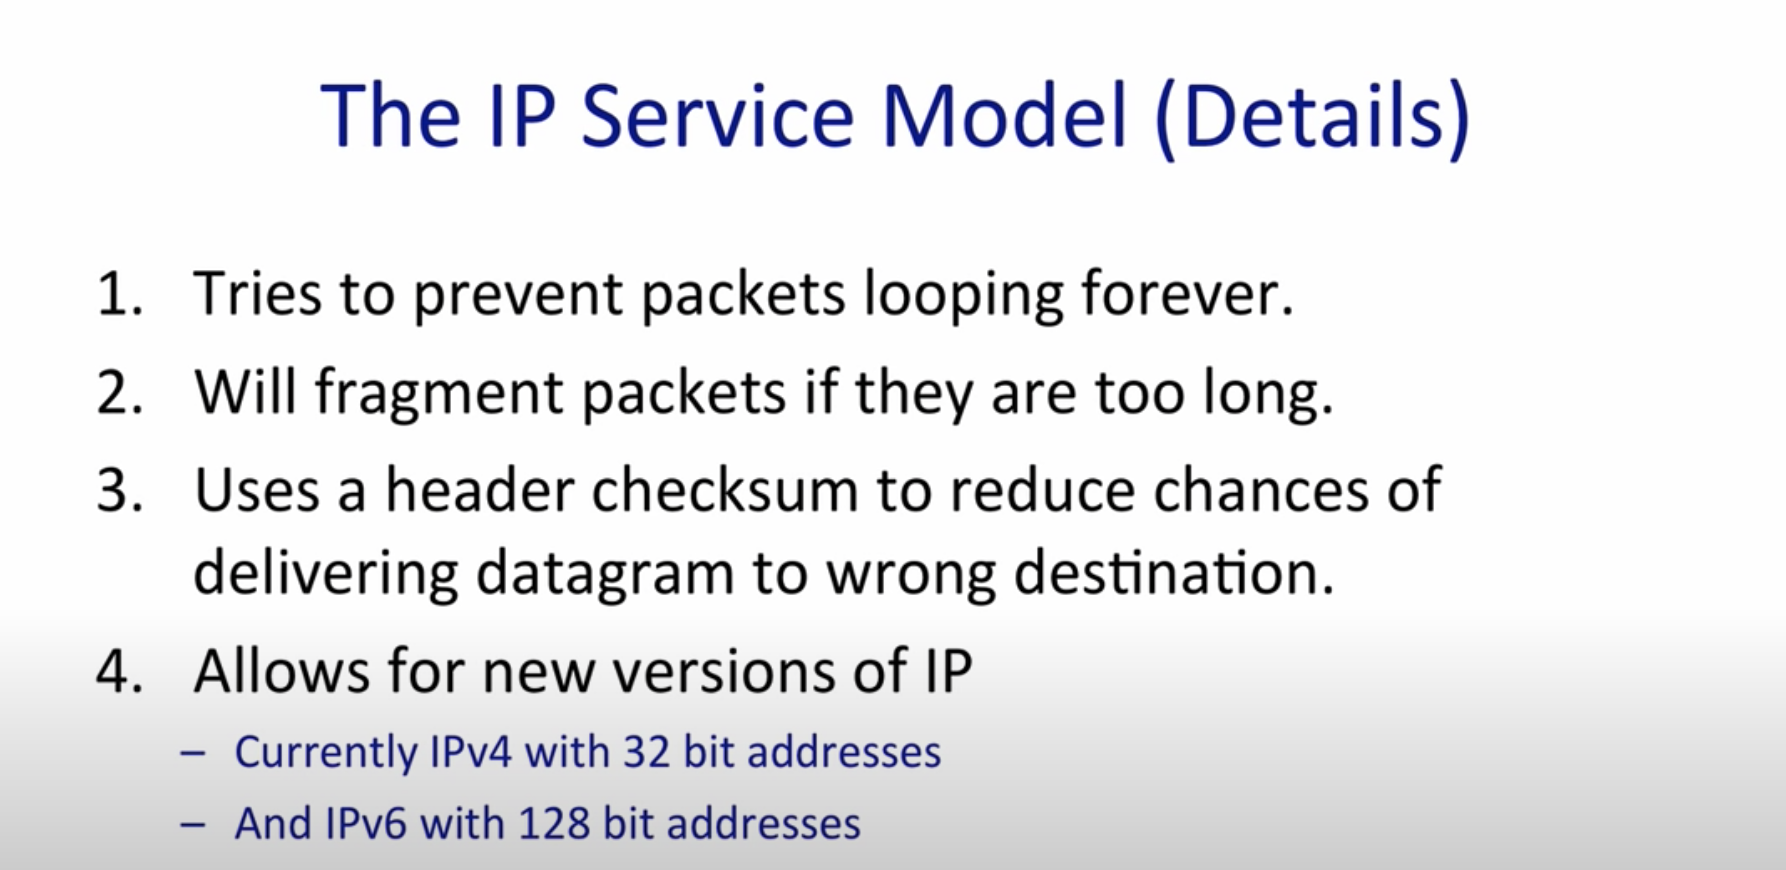 The IP Service Model (Details)
1. Tries to prevent packets looping forever.
2. Will fragment packets if they are too long.
3. Uses a header checksum to reduce chances of
delivering datagram to wrong destination.
4. Allows for new versions of IP
– Currently IPv4 with 32 bit addresses
– And IPv6 with 128 bit addresses